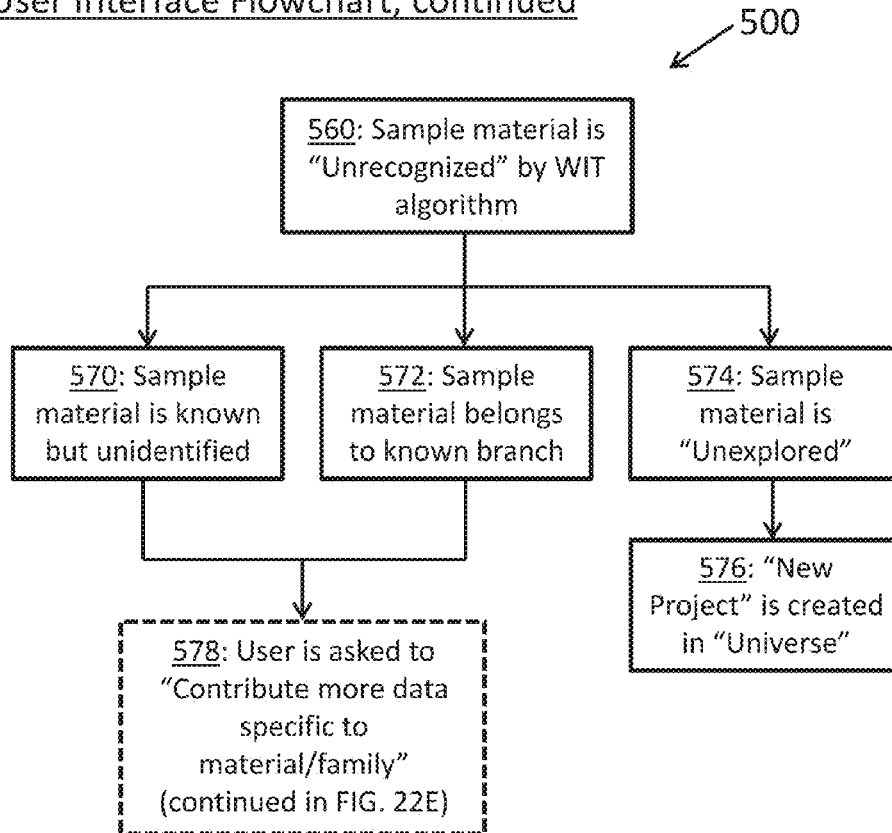 User Interface Flowchart, continued
500
560: Sample material is
“Unrecognized” by WIT
algorithm
570: Sample
material is known
but unidentified
572: Sample
material belongs
to known branch
574: Sample
material is
“Unexplored”
576: “New
Project” is created
in “Universe”
578: User is asked to
“Contribute more data
specific to
material/family”
(continued in FIG. 22E)